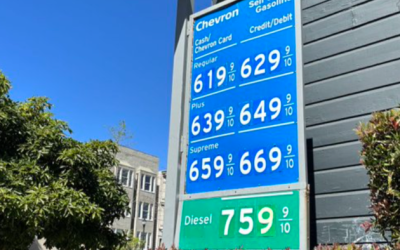 Chevron Self
Gasoline
Cash/
Chevron Card Credit/Debit
Regular
619 9/10 629 9/10
Plus
639 9/10 649 9/10
Supreme
659 9/10 669 9/10
Diesel 759 9/10